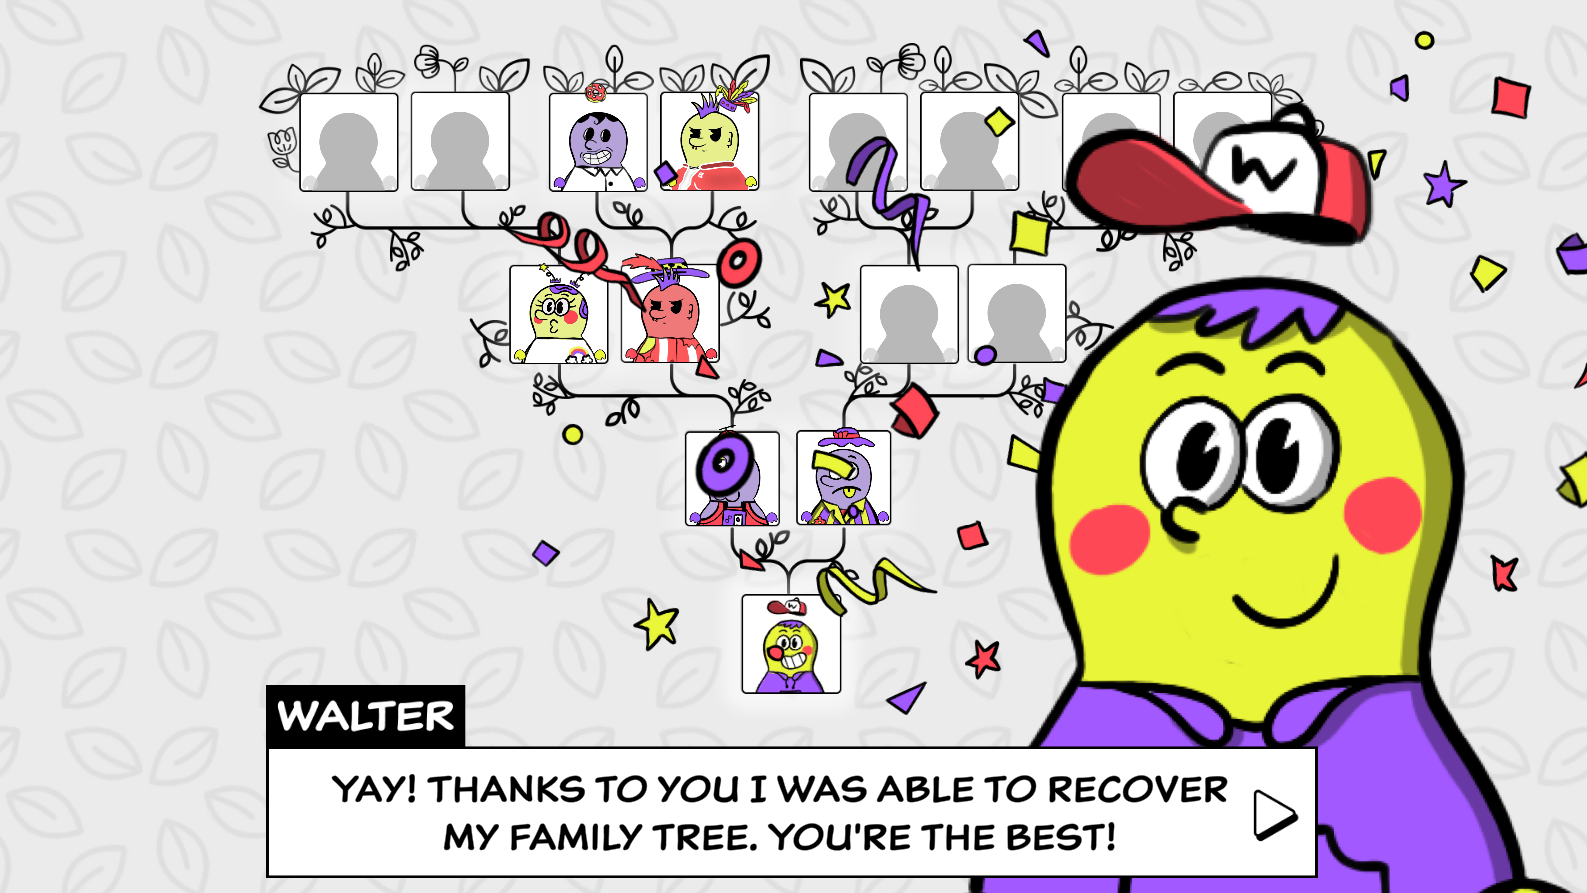 W
W
WALTER
YAY! THANKS TO YOU I WAS ABLE TO RECOVER
MY FAMILY TREE. YOU'RE THE BEST!